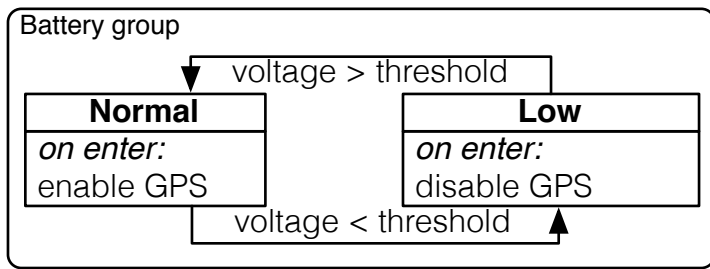 Battery group
voltage > threshold
Normal
on enter:
enable GPS
Low
on enter:
disable GPS
voltage < threshold